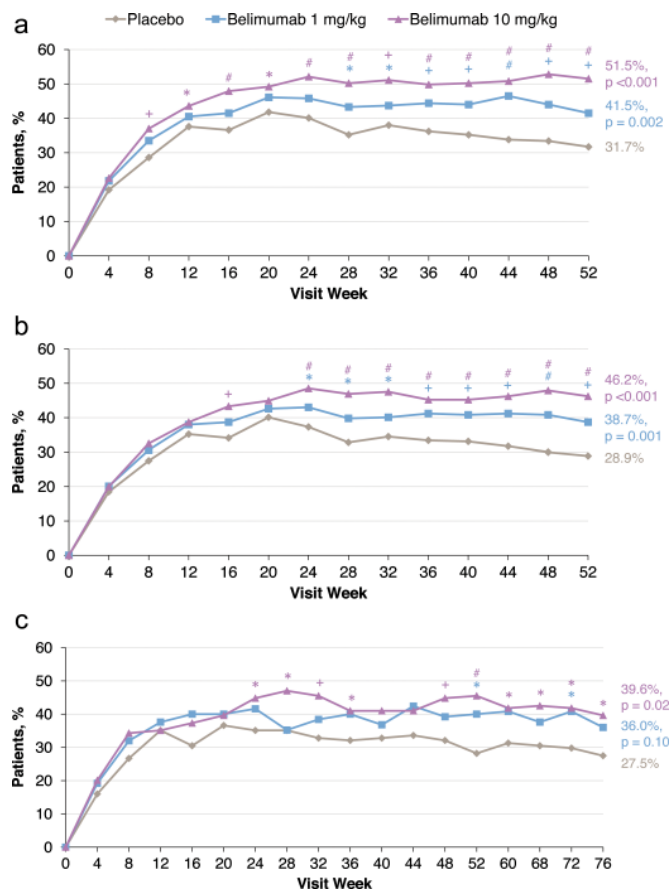 Placebo Belimumab 1 mg/kg Belimumab 10 mg/kg
a
Patients, %
60
50
40
30
20
10
0
+ * # * # # + # # # # #
* * + + # + +
51.5%,
p <0.001
41.5%,
p = 0.002
31.7%
0 4 8 12 16 20 24 28 32 36 40 44 48 52
Visit Week
b
Patients, %
60
50
40
30
20
10
0
+ # # # # # # # #
* * * + + + # +
46.2%,
p <0.001
38.7%,
p = 0.001
28.9%
0 4 8 12 16 20 24 28 32 36 40 44 48 52
Visit Week
c
Patients, %
60
50
40
30
20
10
0
* * + * + # * * * *
* *
39.6%,
p = 0.02
36.0%,
p = 0.10
27.5%
0 4 8 12 16 20 24 28 32 36 40 44 48 52 60 68 72 76
Visit Week